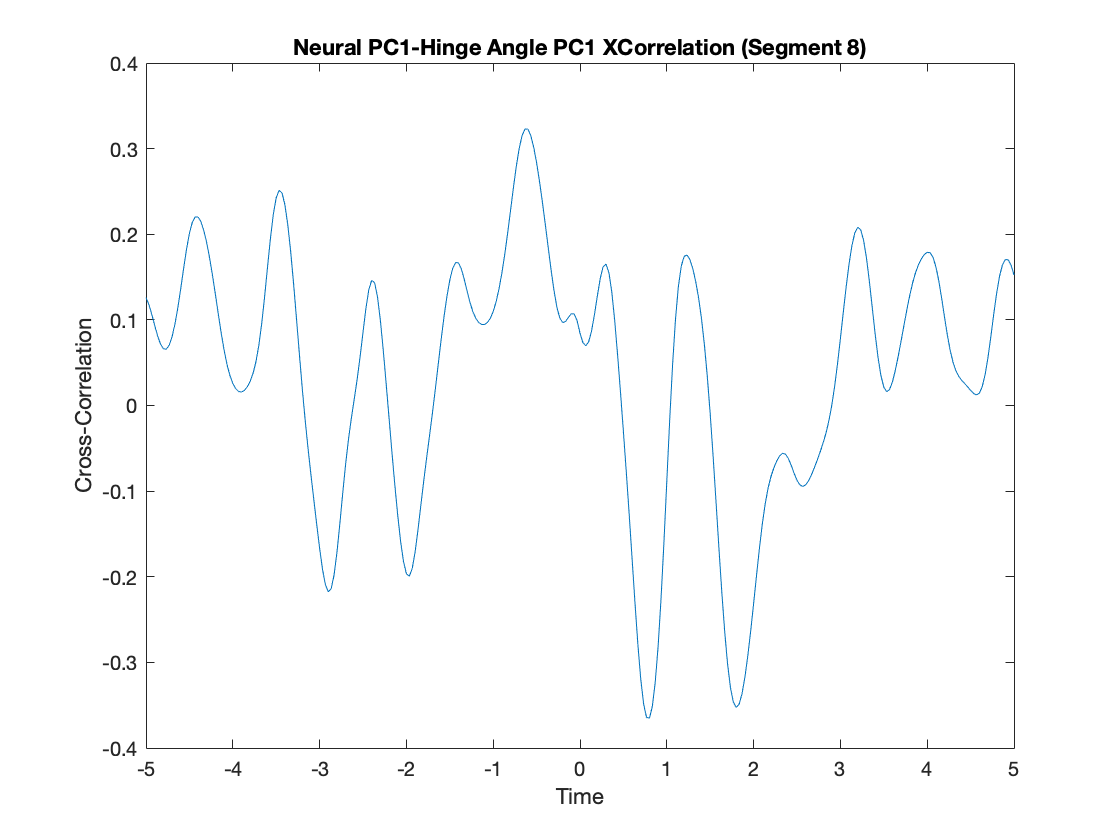 Neural PC1-Hinge Angle PC1 XCorrelation (Segment 8)
0.4
0.3
0.2
0.1
0
-0.1
-0.2
-0.3
-0.4
Cross-Correlation
-5 -4 -3 -2 -1 0 1 2 3 4 5
Time